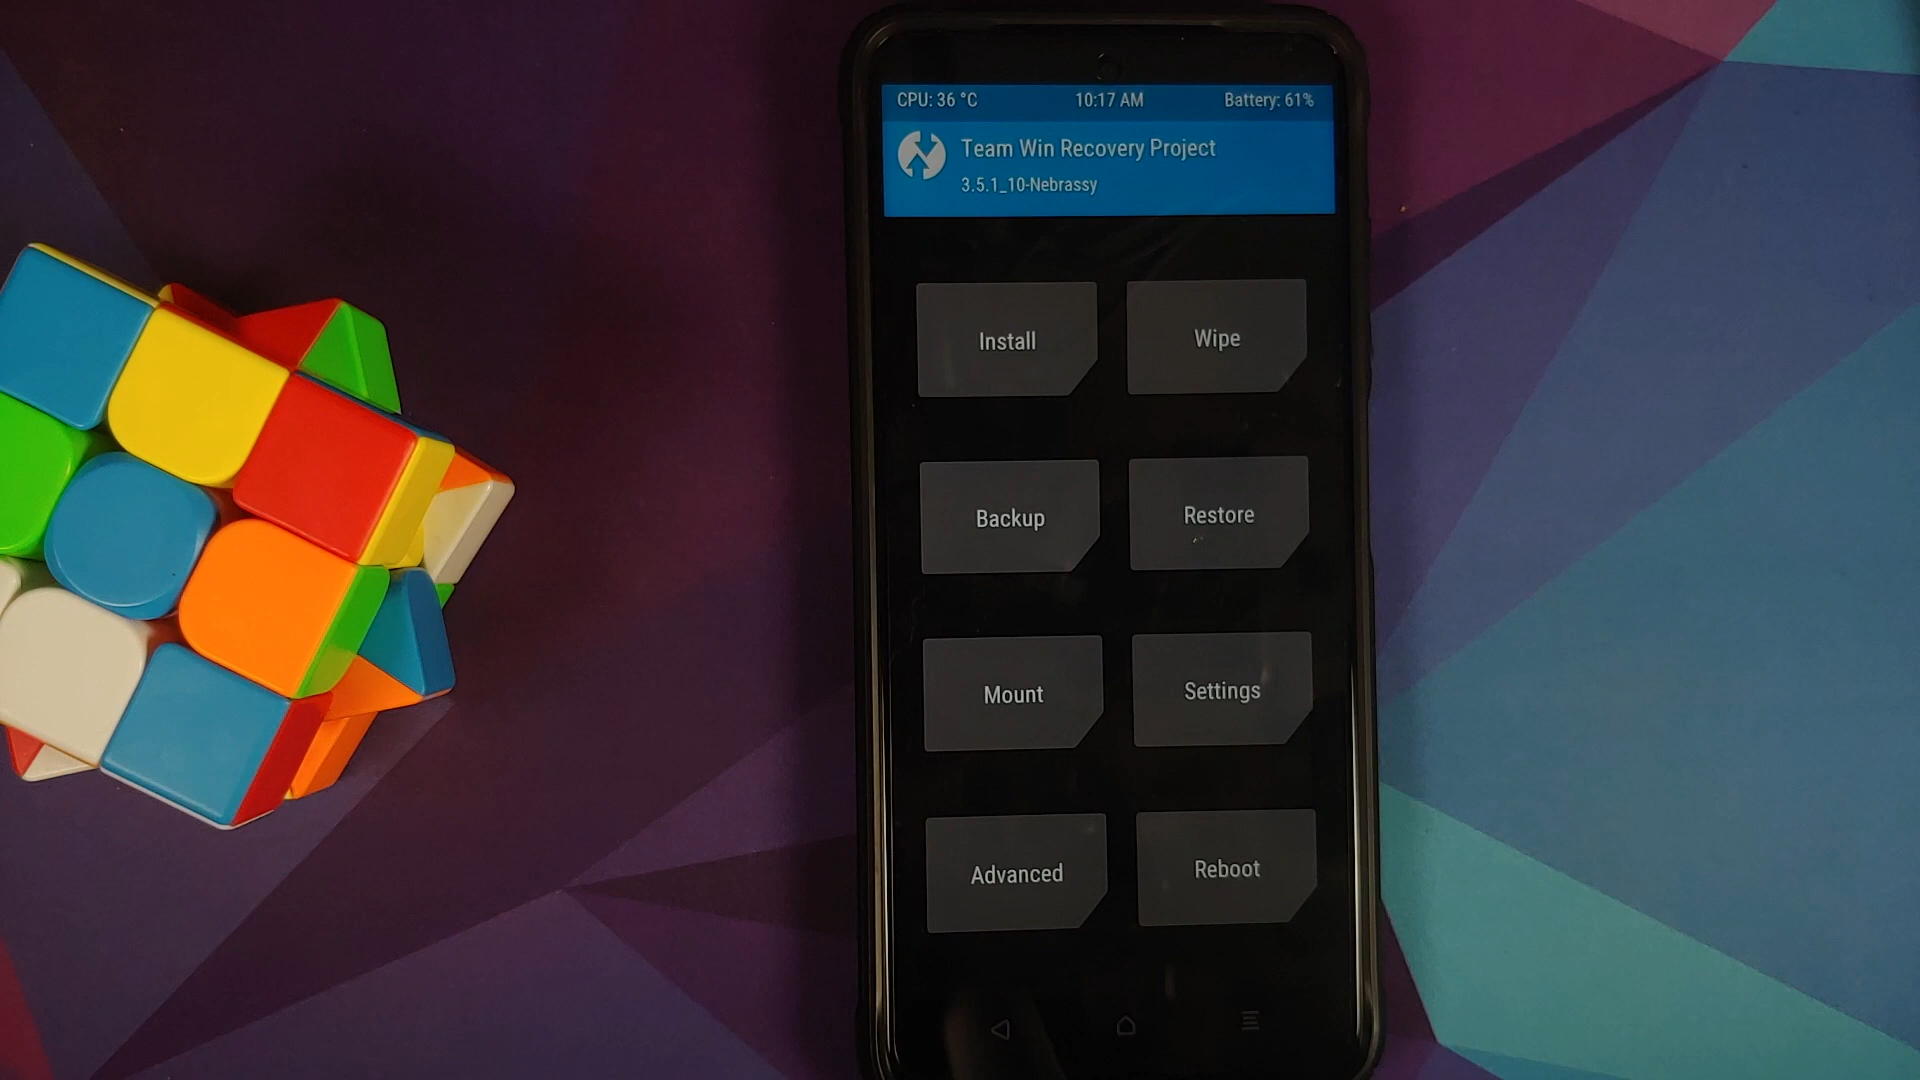 CPU: 36 °C 10:17 AM Battery: 61%
Team Win Recovery Project
3.5.1_10-Nebrassy
Install Wipe
Backup Restore
Mount Settings
Advanced Reboot